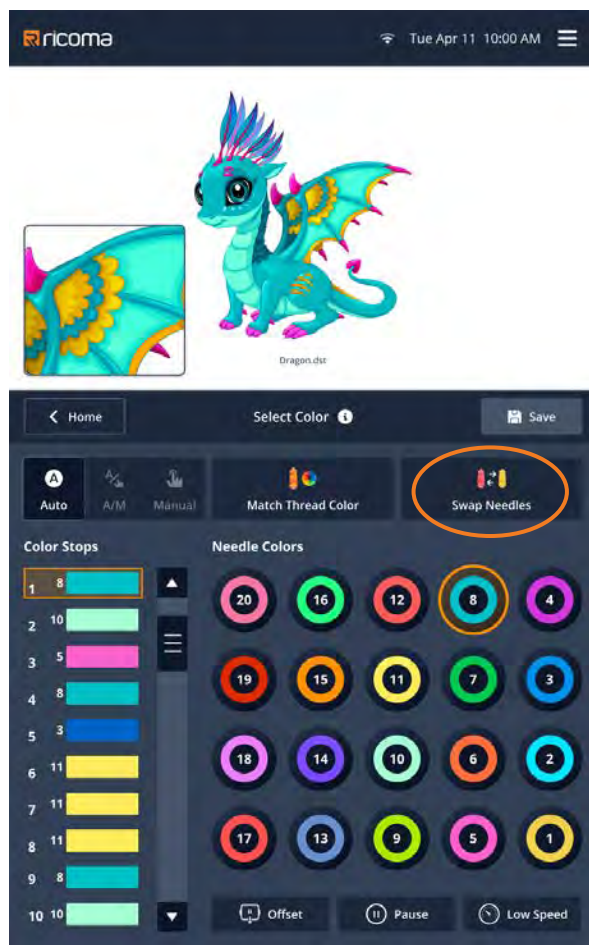 ricoma Tue Apr 11 10:00 AM
Dragon.dst
Home Select Color i Save
A Auto A/M Manual Match Thread Color Swap Needles
Color Stops Needle Colors
1 8
2 10
3 5
4 8
5 3
6 11
7 11
8 11
9 8
10 10
20 16 12 8 4
19 15 11 7 3
18 14 10 6 2
17 13 9 5 1
Offset Pause Low Speed